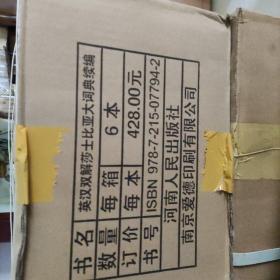 书名 英汉双解莎士比亚大词典续编
数量 每箱 6本
订价 每本 428.00元
书号 ISBN 978-7-215-07794-2
河南人民出版社
南京爱德印刷有限公司